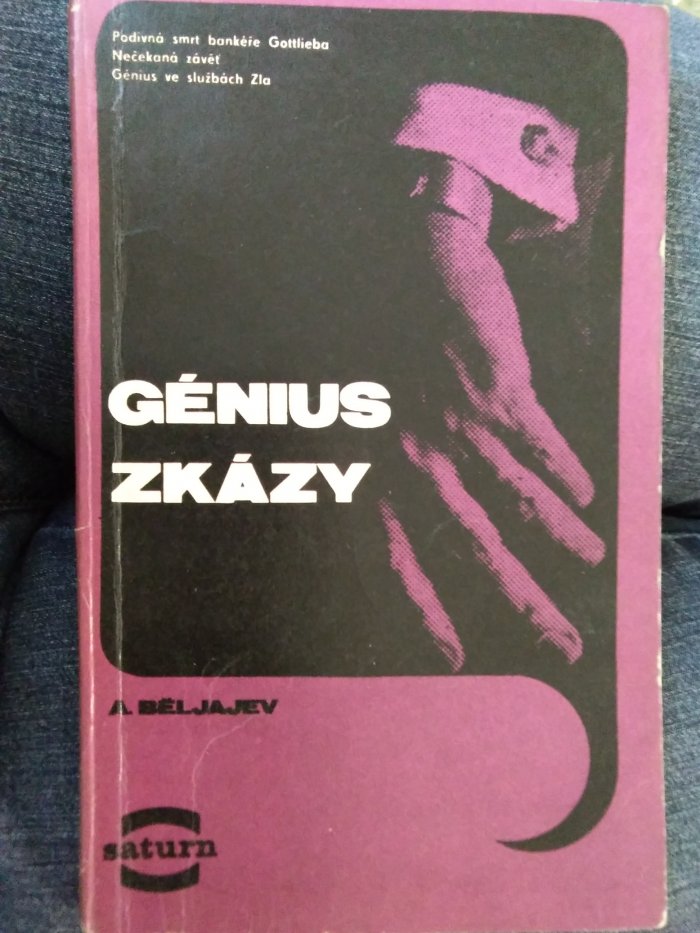 Podivná smrt bankéře Gottlieba
Nečekaná závěť
Génius ve službách Zla
GÉNIUS
ZKÁZY
A. BĚLJAJEV
saturn